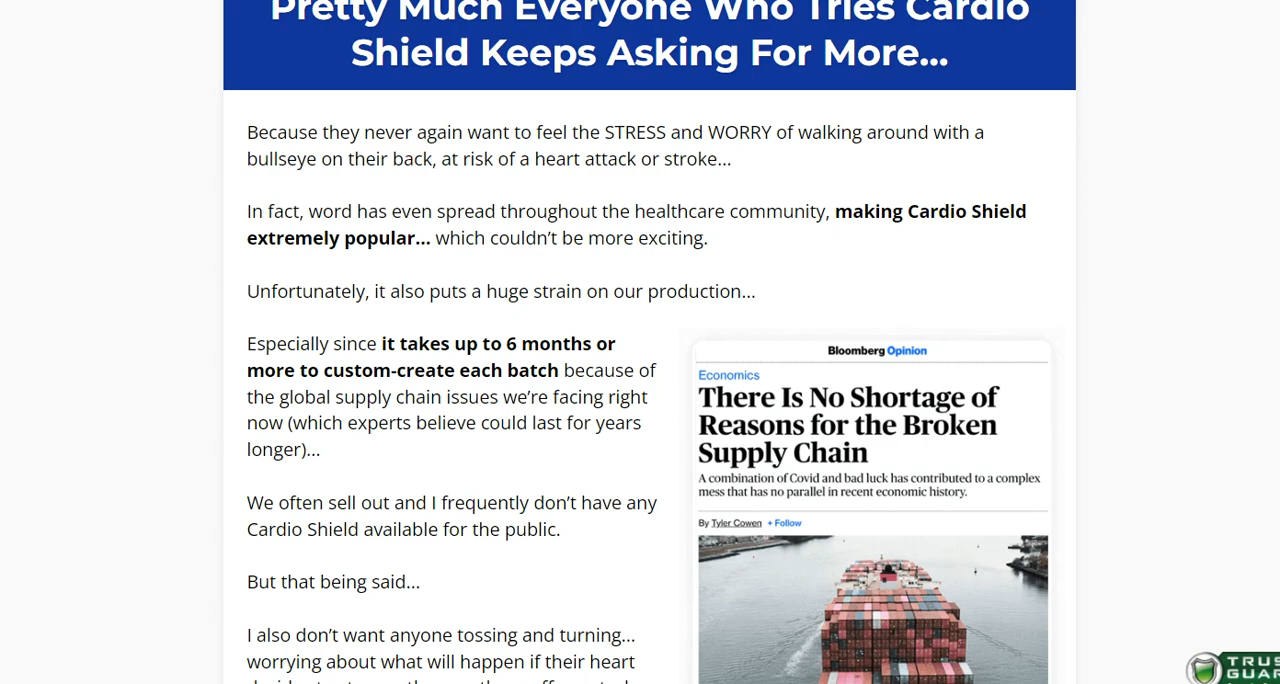 Pretty Much Everyone Who Tries Cardio
Shield Keeps Asking For More...
Because they never again want to feel the STRESS and WORRY of walking around with a
bullseye on their back, at risk of a heart attack or stroke...
In fact, word has even spread throughout the healthcare community, making Cardio Shield
extremely popular... which couldn't be more exciting.
Unfortunately, it also puts a huge strain on our production...
Especially since it takes up to 6 months or
more to custom-create each batch because of
the global supply chain issues we're facing right
now (which experts believe could last for years
longer)...
We often sell out and I frequently don't have any
Cardio Shield available for the public.
But that being said...
I also don't want anyone tossing and turning...
worrying about what will happen if their heart
Bloomberg Opinion
Economics
There Is No Shortage of
Reasons for the Broken
Supply Chain
A combination of Covid and bad luck has contributed to a complex
mess that has no parallel in recent economic history.
By Tyler Cowen + Follow
TRUS
GUAR